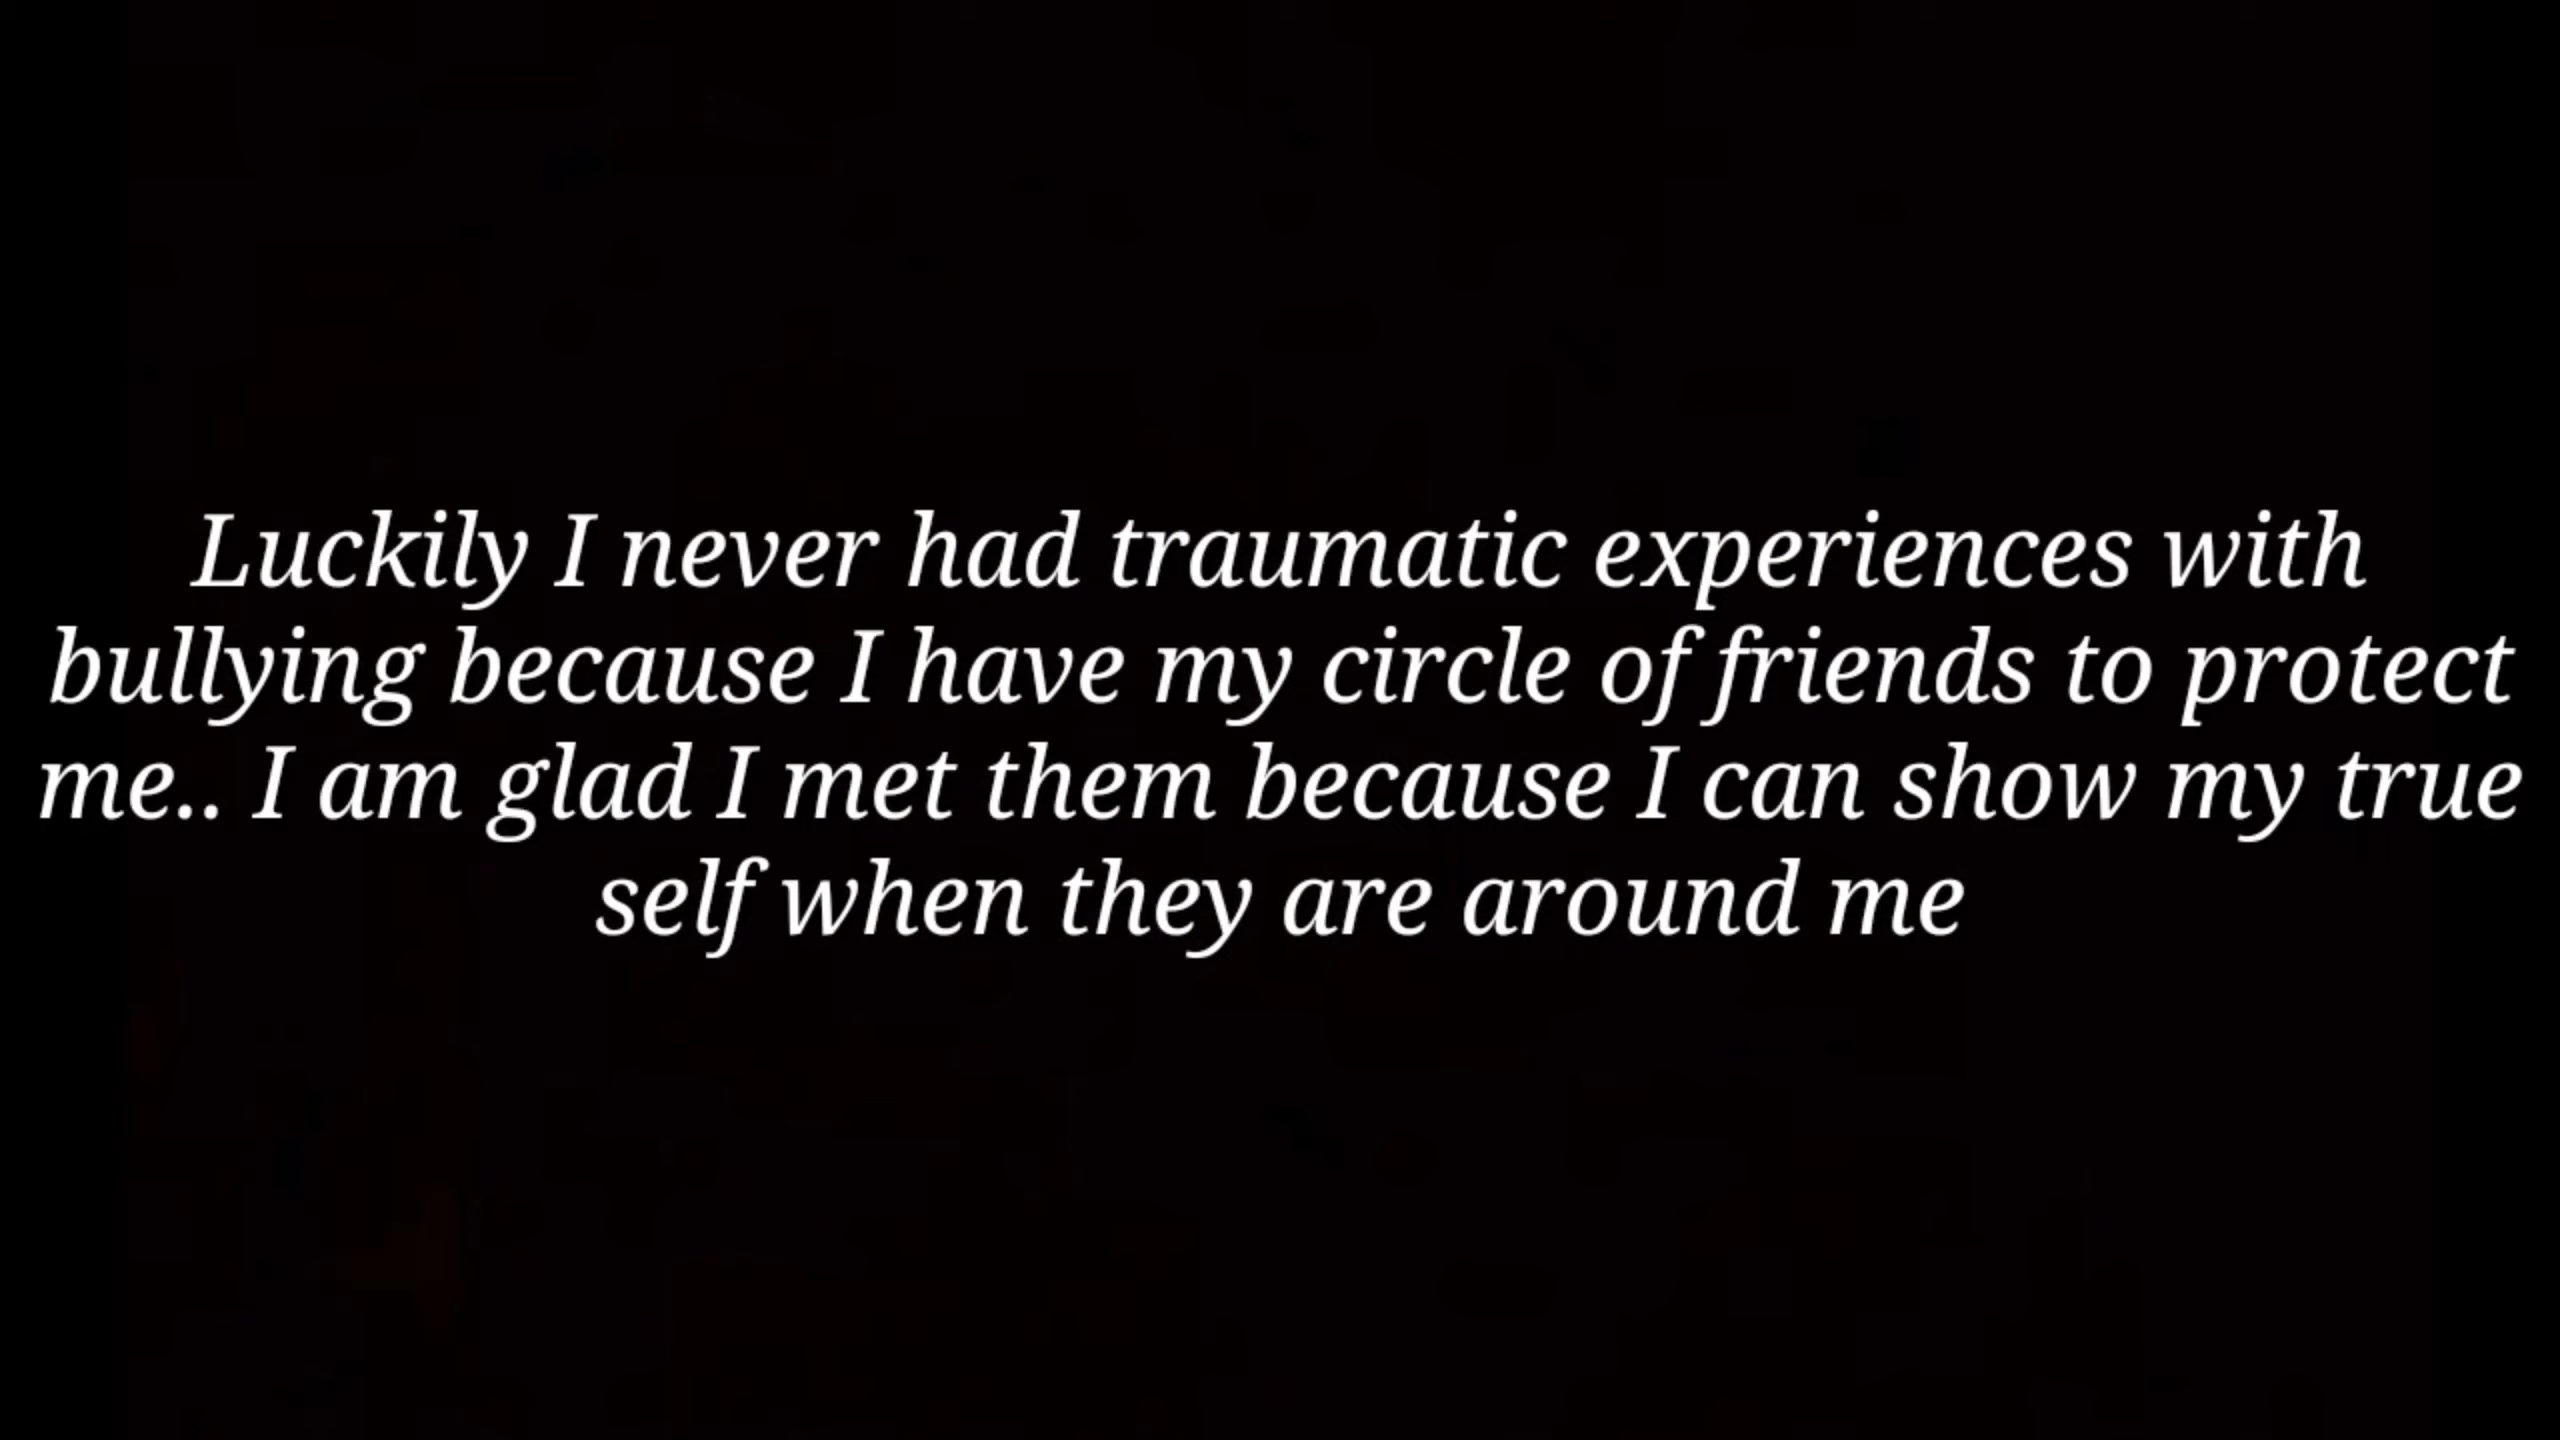 Luckily I never had traumatic experiences with
bullying because I have my circle of friends to protect
me.. I am glad I met them because I can show my true
self when they are around me